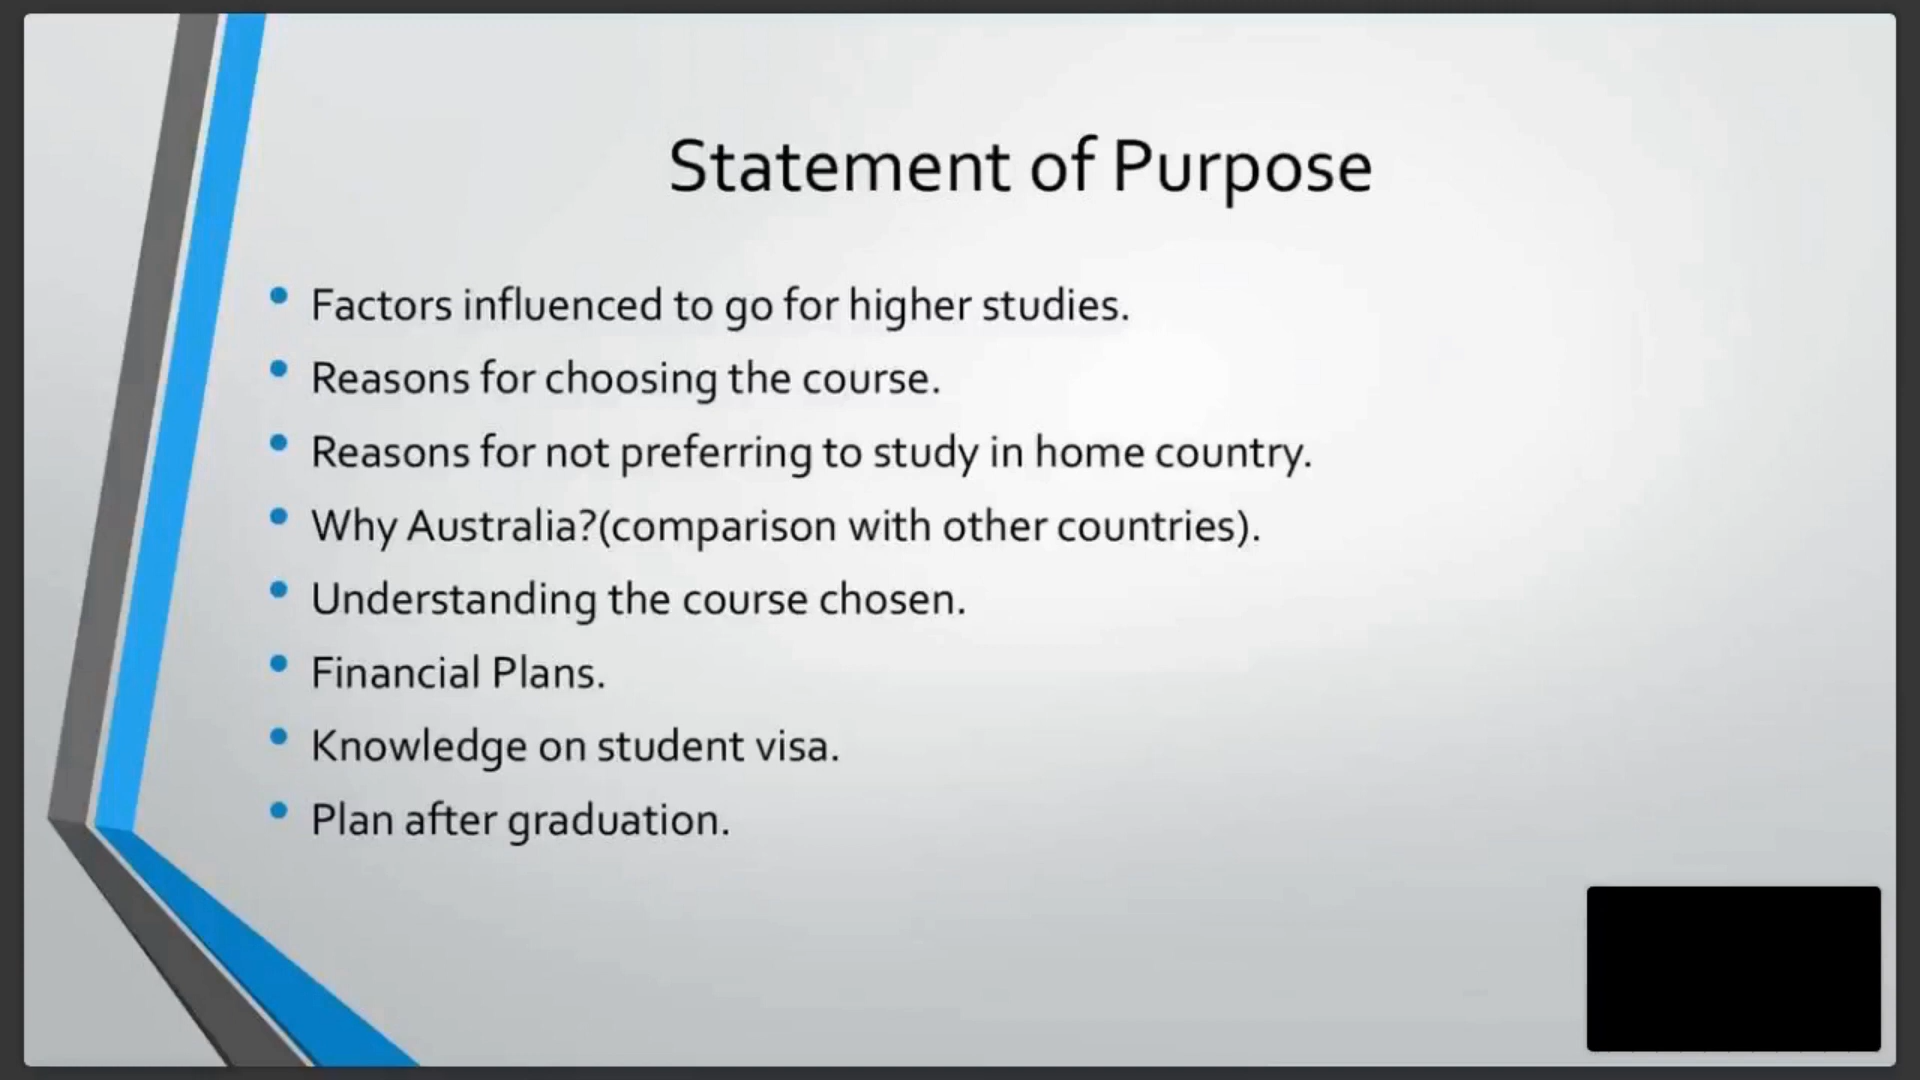 Statement of Purpose
• Factors influenced to go for higher studies.
• Reasons for choosing the course.
• Reasons for not preferring to study in home country.
• Why Australia?(comparison with other countries).
• Understanding the course chosen.
• Financial Plans.
• Knowledge on student visa.
• Plan after graduation.